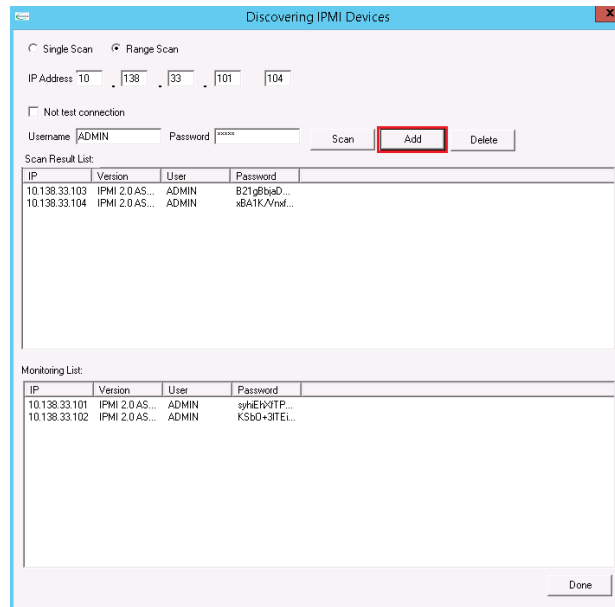 Discovering IPMI Devices
x
Single Scan Range Scan
IP Address 10 . 138 . 33 . 101 104
Not test connection
Username ADMIN Password xxxxx Scan Add Delete
Scan Result List:
IP Version User Password
10.138.33.103 IPMI 2.0 AS... ADMIN B21gBbjaD...
10.138.33.104 IPMI 2.0 AS... ADMIN xBA1K/Vnxf...
Monitoring List:
IP Version User Password
10.138.33.101 IPMI 2.0 AS... ADMIN syhiEhXfTP...
10.138.33.102 IPMI 2.0 AS... ADMIN KSbO+3ITEi...
Done